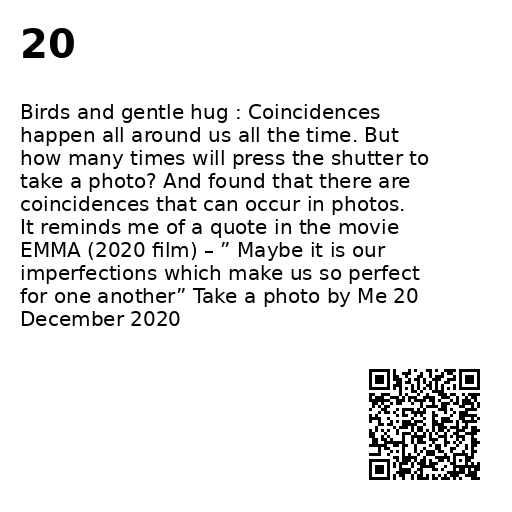 20
Birds and gentle hug : Coincidences
happen all around us all the time. But
how many times will press the shutter to
take a photo? And found that there are
coincidences that can occur in photos.
It reminds me of a quote in the movie
EMMA (2020 film) – ” Maybe it is our
imperfections which make us so perfect
for one another” Take a photo by Me 20
December 2020